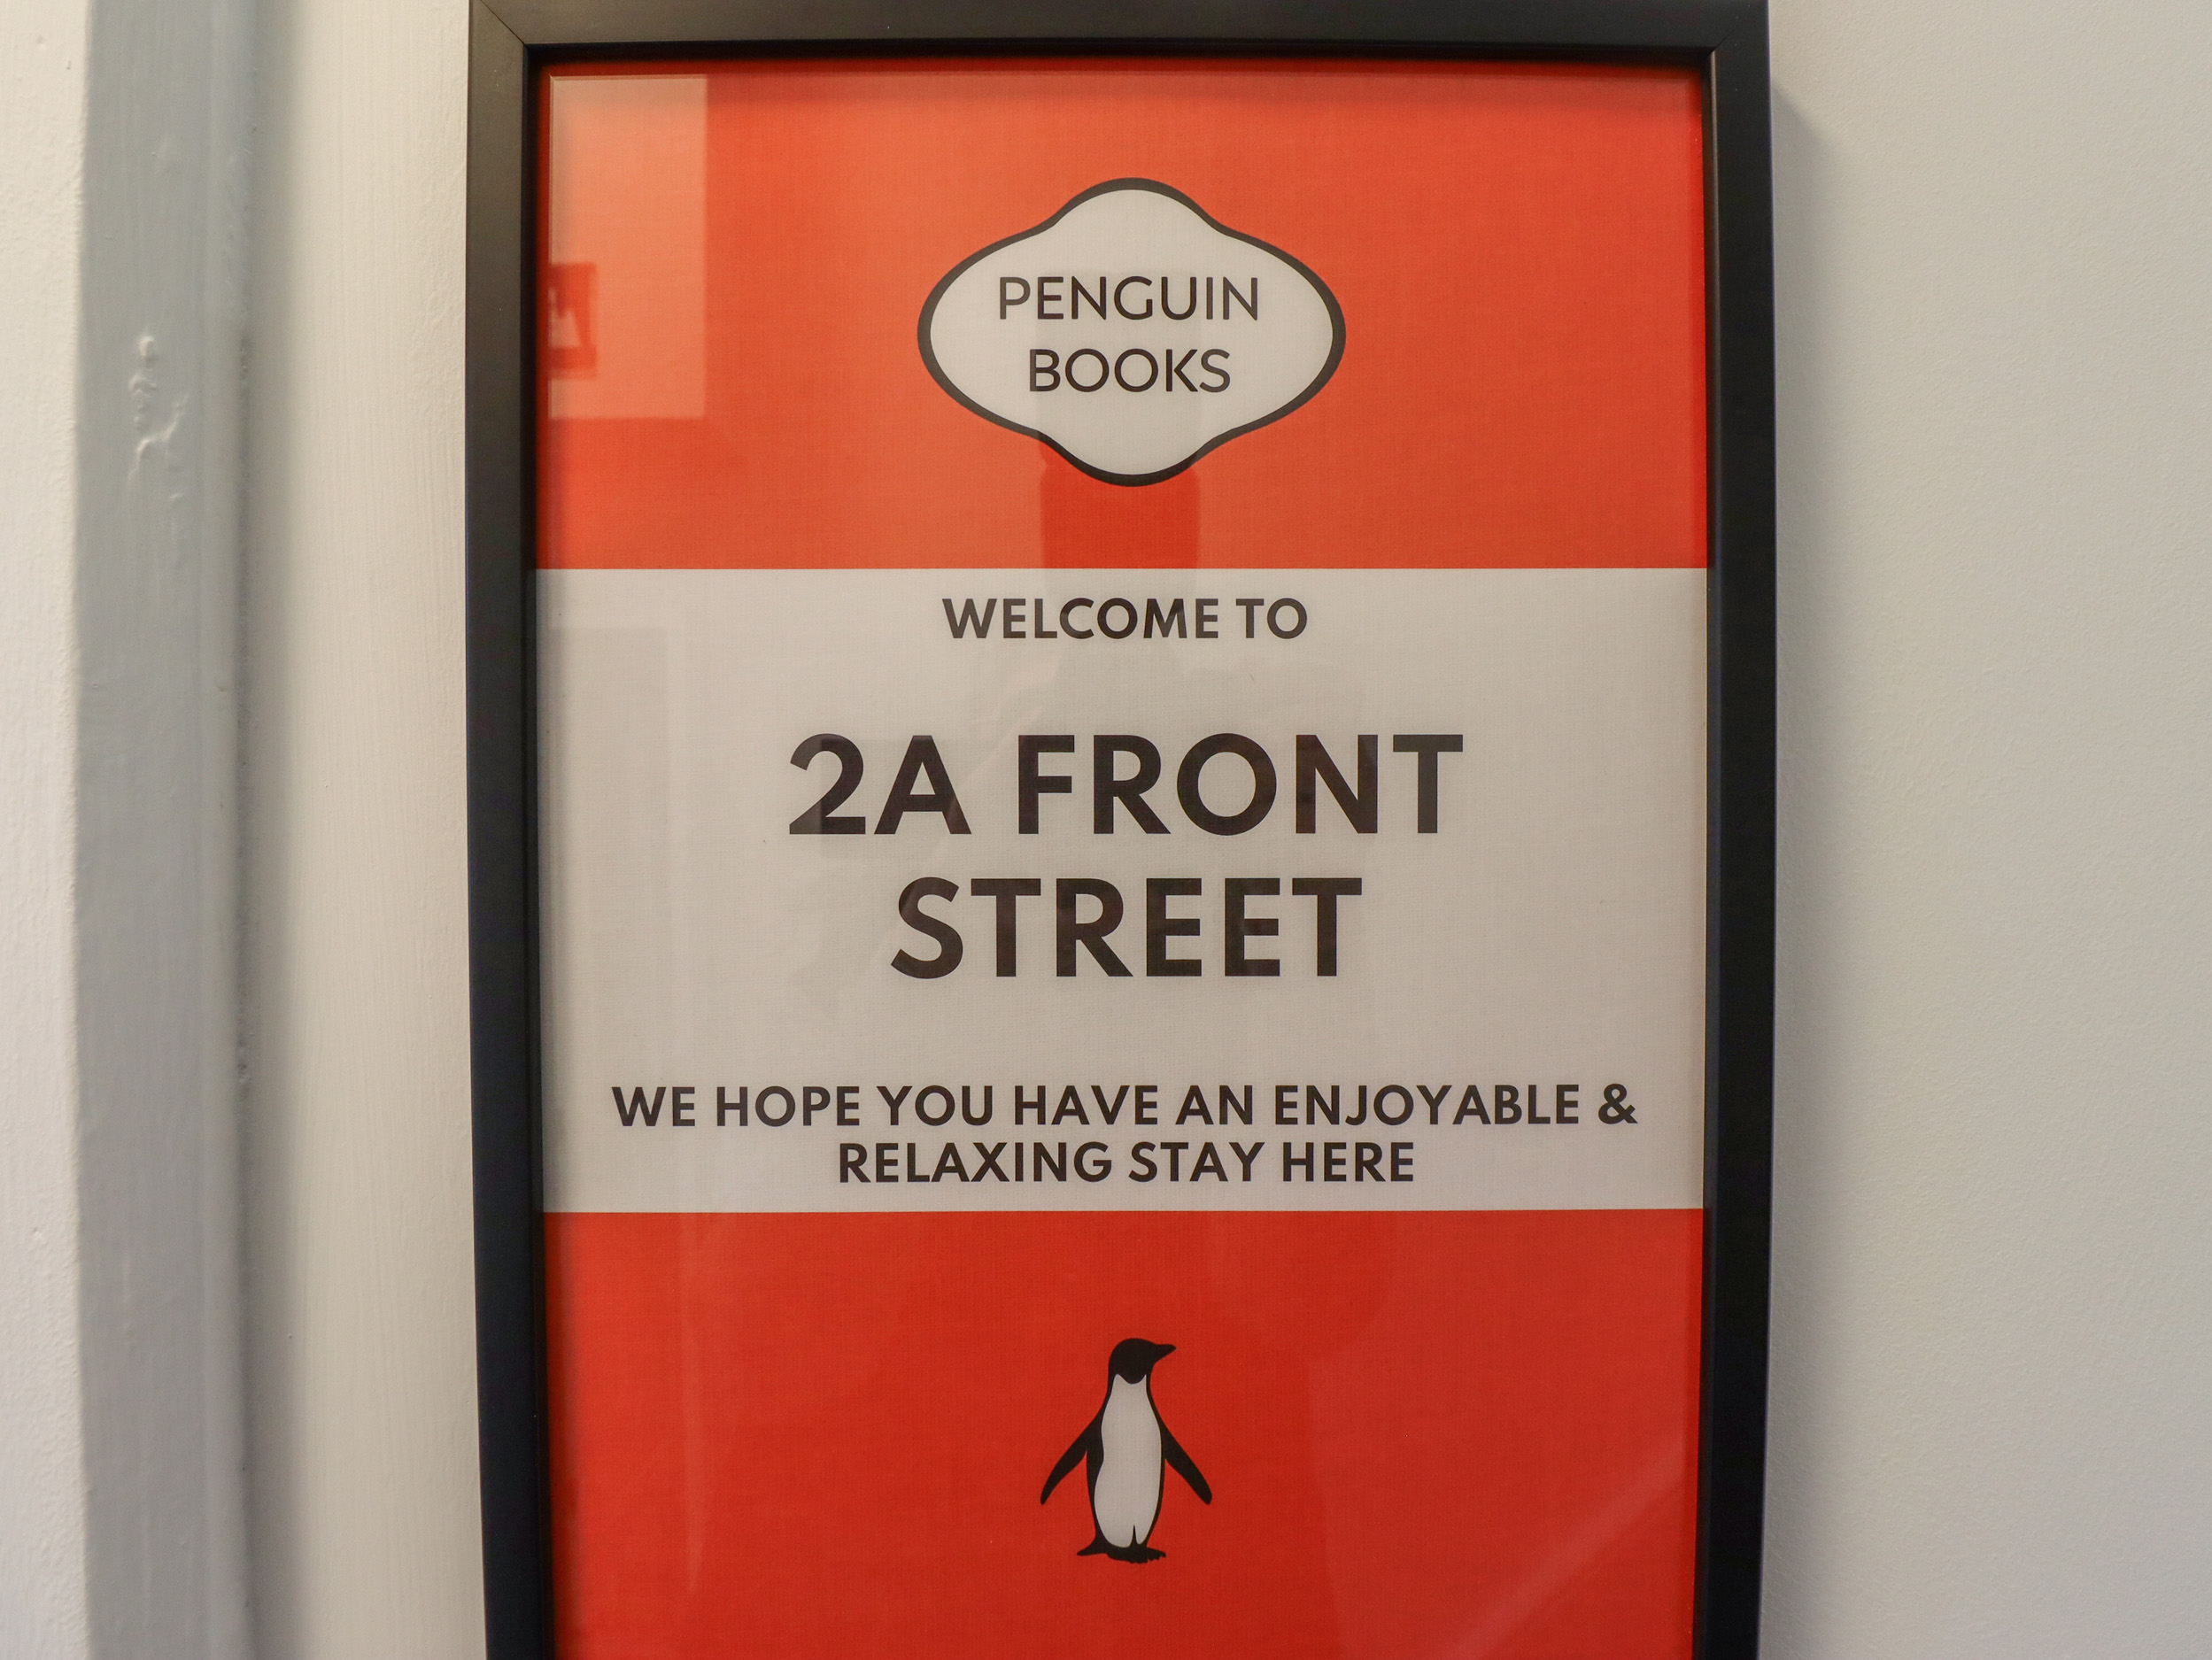 PENGUIN
BOOKS
WELCOME TO
2A FRONT
STREET
WE HOPE YOU HAVE AN ENJOYABLE &
RELAXING STAY HERE